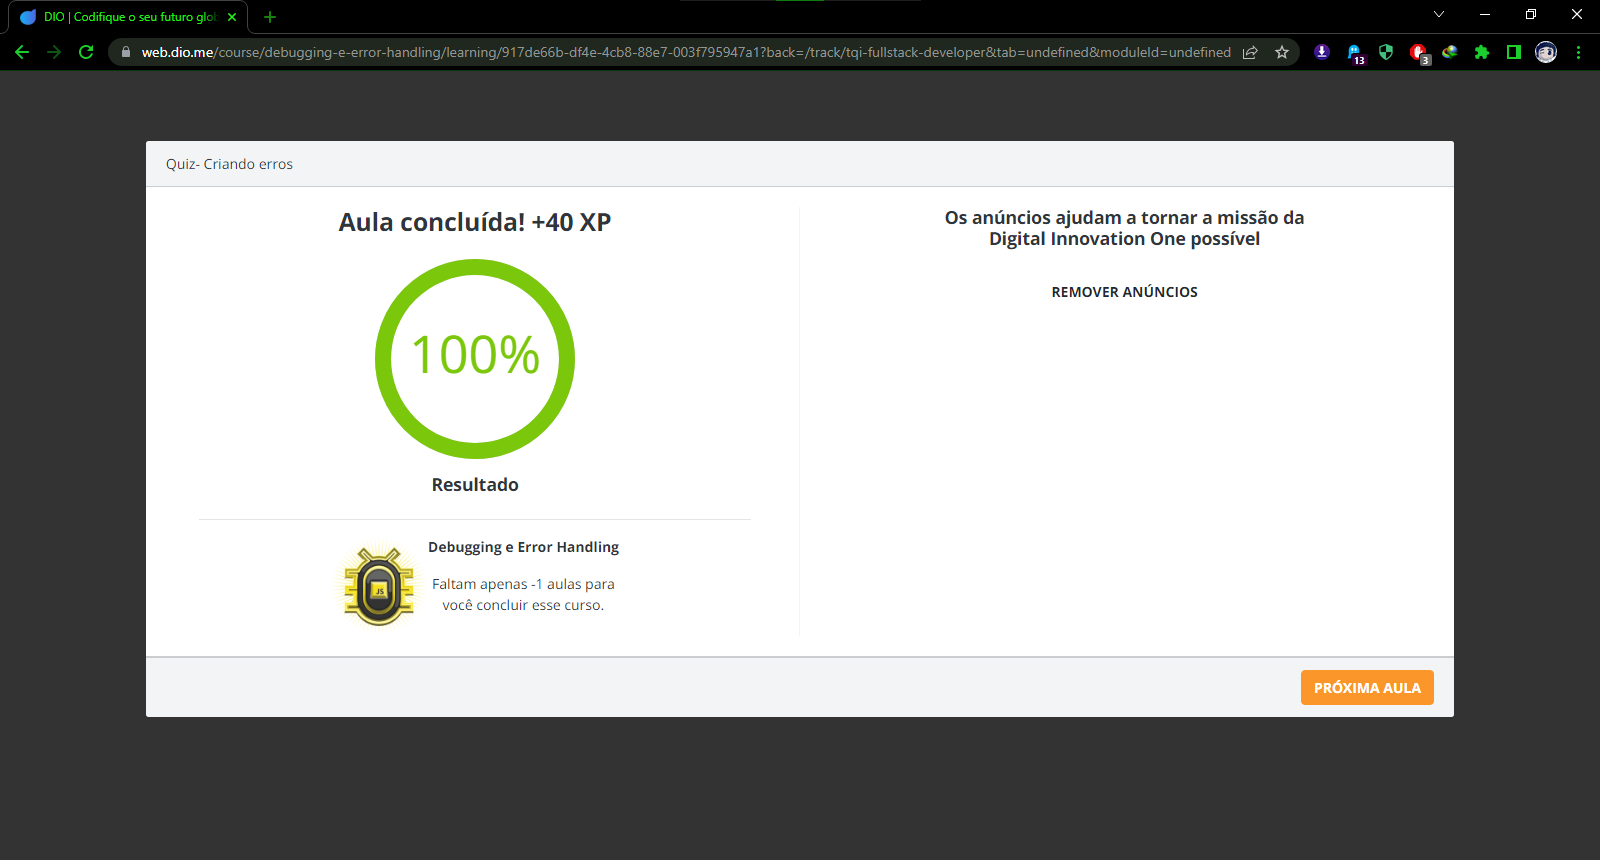 DIO | Codifique o seu futuro glob
web.dio.me/course/debugging-e-error-handling/learning/917de66b-df4e-4cb8-88e7-003f795947a1?back=/track/tqi-fullstack-developer&tab=undefined&moduleId=undefined
13
3
Quiz- Criando erros
Aula concluída! +40 XP
100%
Resultado
Debugging e Error Handling
JS
Faltam apenas -1 aulas para
você concluir esse curso.
Os anúncios ajudam a tornar a missão da
Digital Innovation One possível
REMOVER ANÚNCIOS
PRÓXIMA AULA